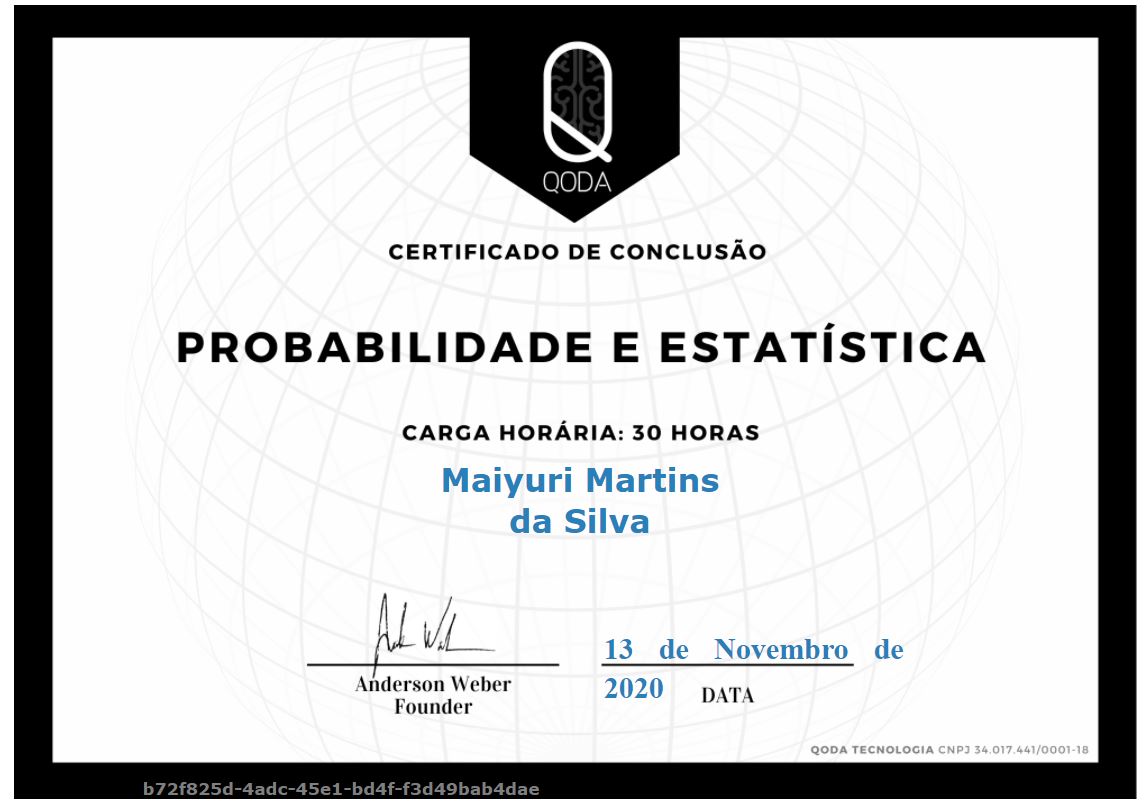 QODA
CERTIFICADO DE CONCLUSÃO
PROBABILIDADE E ESTATÍSTICA
CARGA HORÁRIA: 30 HORAS
Maiyuri Martins
da Silva
13 de Novembro de
2020
DATA
Anderson Weber
Founder
QODA TECNOLOGIA CNPJ 34.017.441/0001-18
b72f825d-4adc-45e1-bd4f-f3d49bab4dae